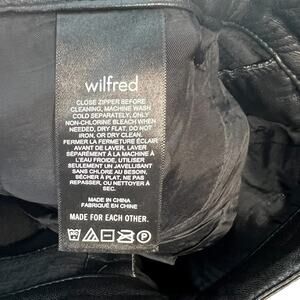 wilfred
CLOSE ZIPPER BEFORE
CLEANING, MACHINE WASH
COLD SEPARATELY, ONLY
NON-CHLORINE BLEACH WHEN
NEEDED, DRY FLAT, DO NOT
IRON, OR DRY CLEAN.
FERMER LA FERMETURE ÉCLAIR
AVANT DE LAVER, LAVER
SÉPARÉMENT À LA MACHINE À
L'EAU FROIDE, UTILISER
SEULEMENT UN JAVELLISANT
SANS CHLORE AU BESOIN,
SÉCHER À PLAT, NE PAS
REPASSER, OU NETTOYER À
SEC.
MADE IN CHINA
FABRIQUÉ EN CHINE
MADE FOR EACH OTHER.